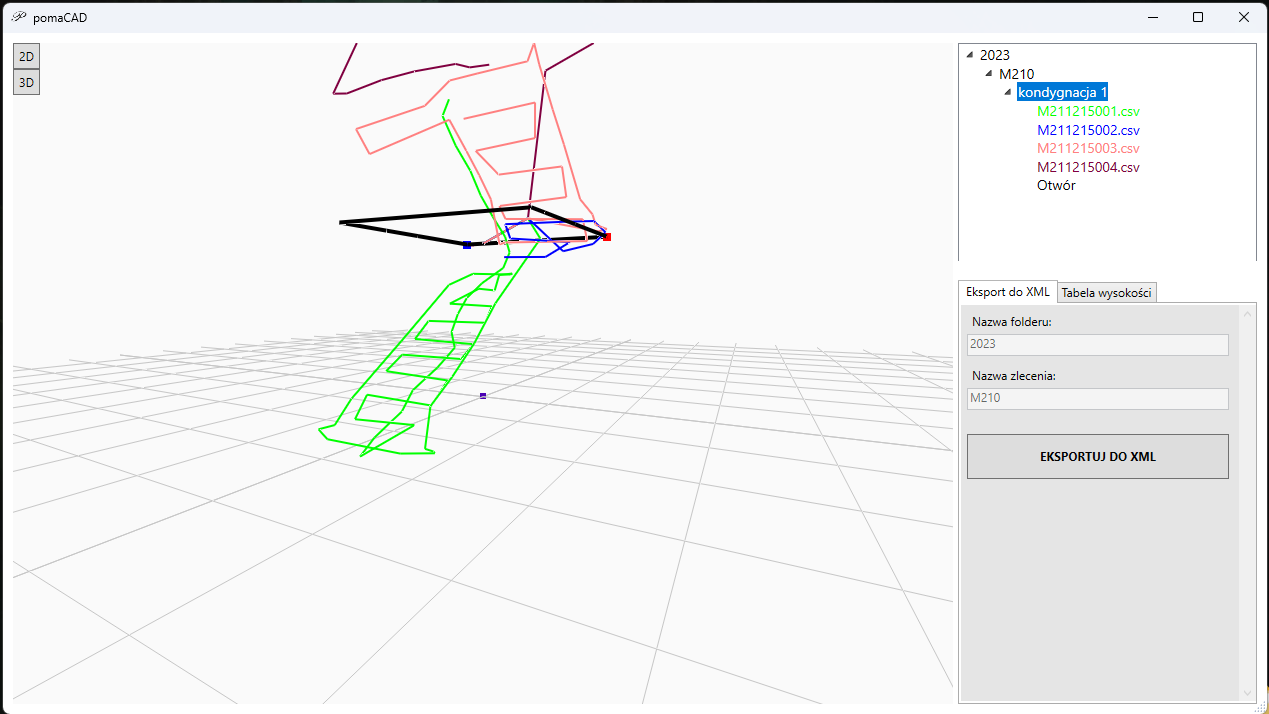 pomaCAD
2D
3D
2023
M210
kondygnacja 1
M211215001.csv
M211215002.csv
M211215003.csv
M211215004.csv
Otwór
Eksport do XML
Tabela wysokości
Nazwa folderu:
2023
Nazwa zlecenia:
M210
EKSPORTUJ DO XML